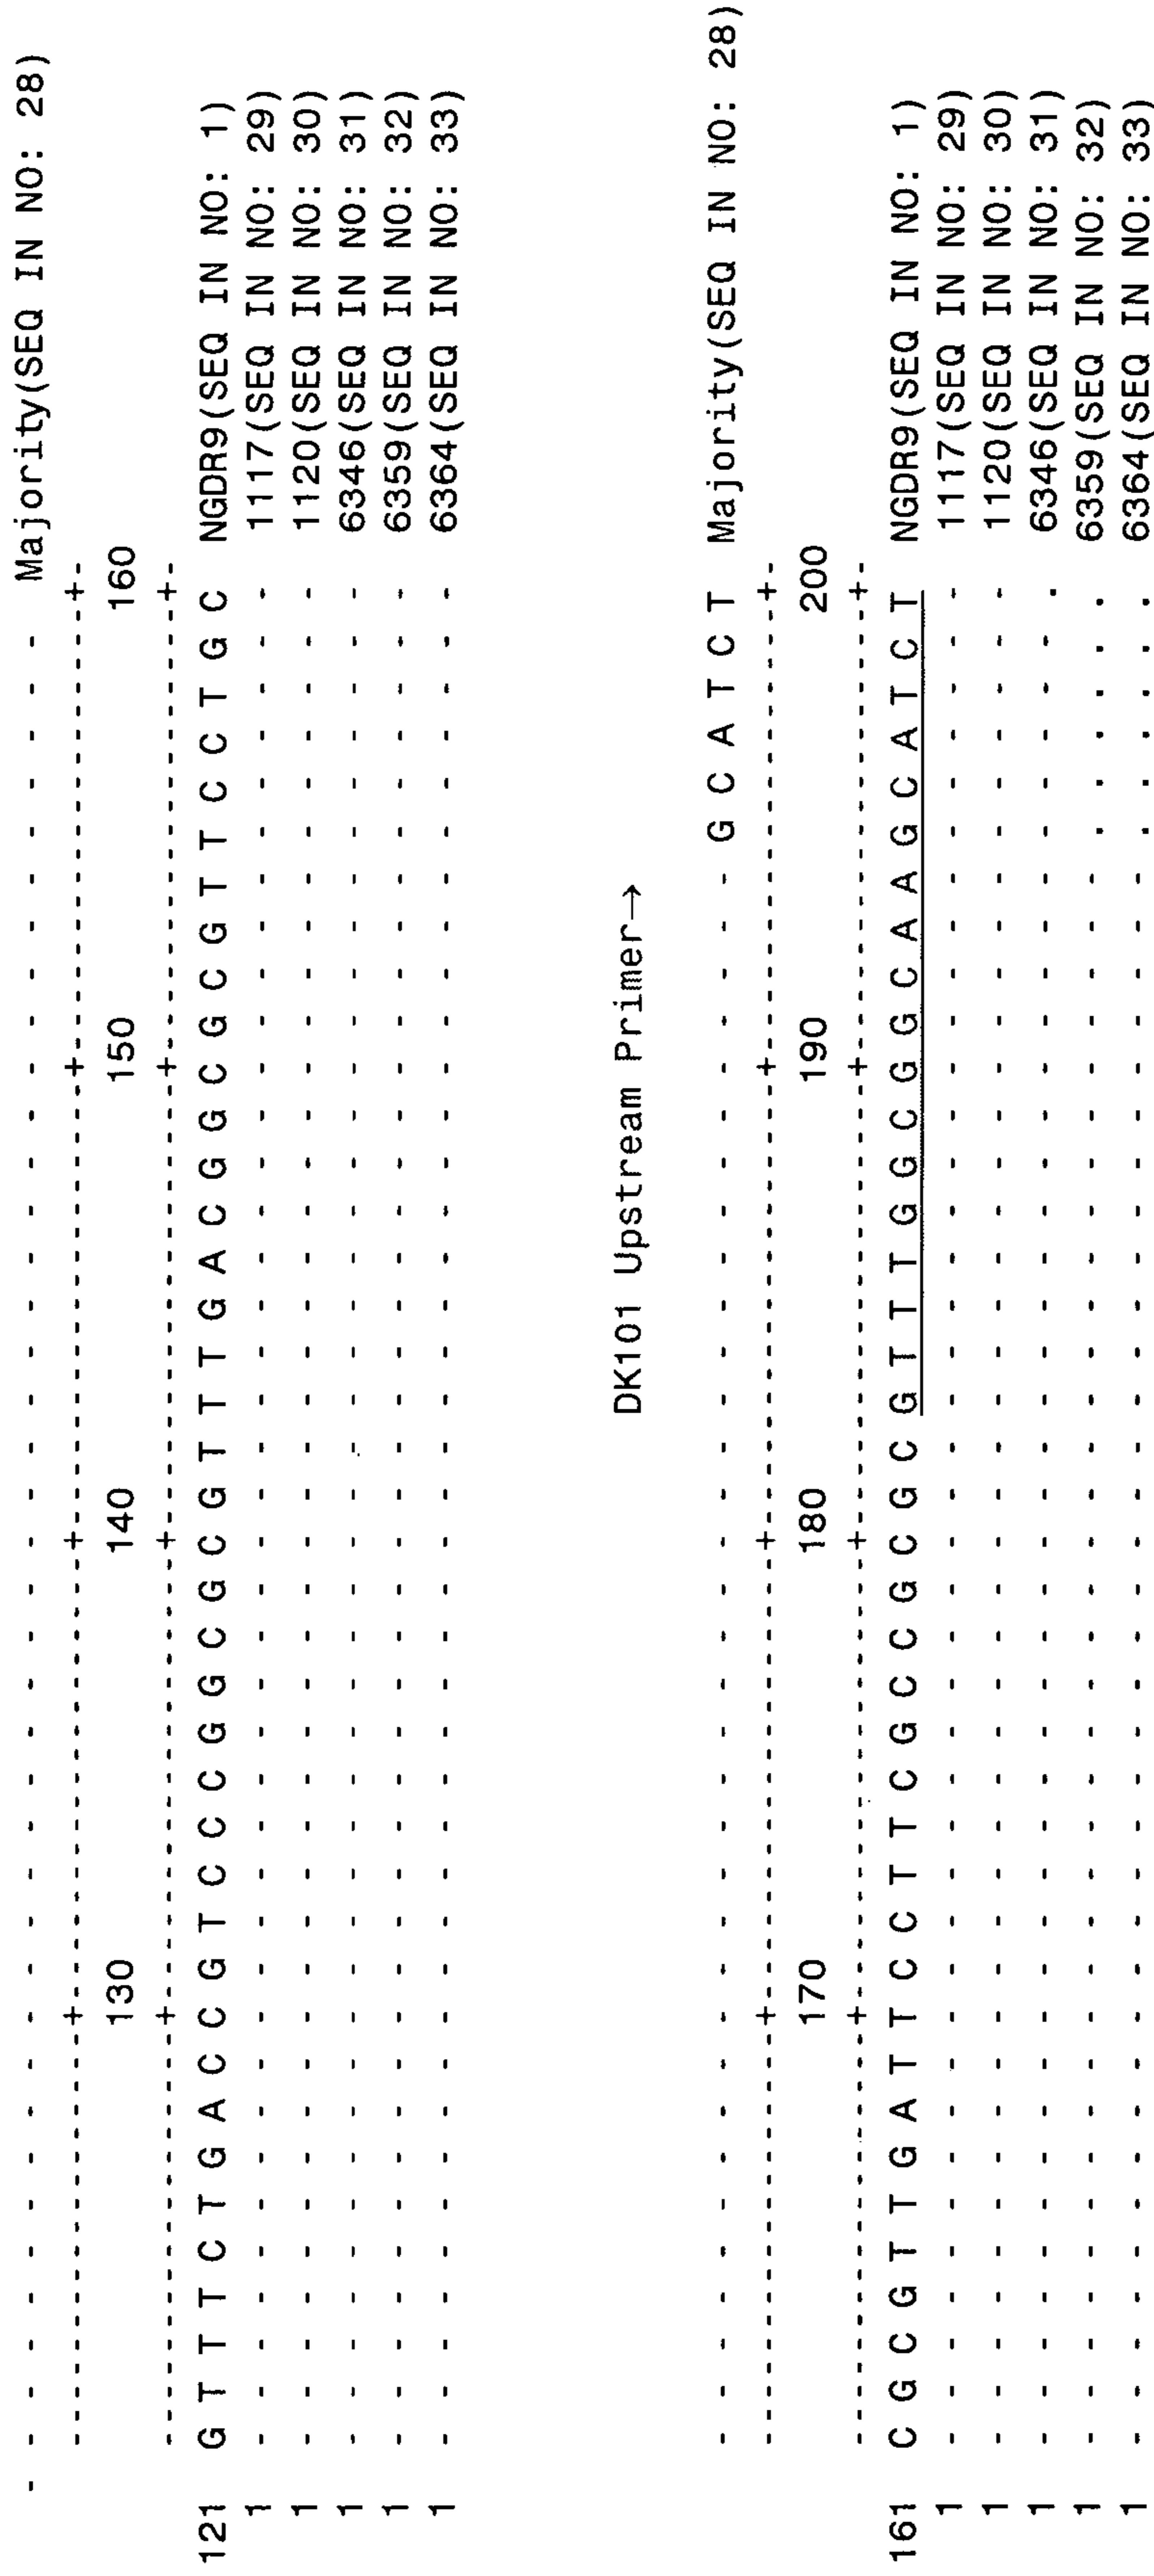 - - - - - - - - - - - - - - - - - - - - - - - - - - - - - - - - - - - - - - - - Majority(SEQ IN NO: 28)
---------+---------+---------+---------+-
130 140 150 160
---------+---------+---------+---------+-
121 G T T T C T G A C C G T C C C G G C G C G T T T G A C G G C G C G T T C C T G C NGDR9(SEQ IN NO: 1)
1 - - - - - - - - - - - - - - - - - - - - - - - - - - - - - - - - - - - - - - - - 1117(SEQ IN NO: 29)
1 - - - - - - - - - - - - - - - - - - - - - - - - - - - - - - - - - - - - - - - - 1120(SEQ IN NO: 30)
1 - - - - - - - - - - - - - - - - - - - - - - - - - - - - - - - - - - - - - - - - 6346(SEQ IN NO: 31)
1 - - - - - - - - - - - - - - - - - - - - - - - - - - - - - - - - - - - - - - - - 6359(SEQ IN NO: 32)
1 - - - - - - - - - - - - - - - - - - - - - - - - - - - - - - - - - - - - - - - - 6364(SEQ IN NO: 33)
DK101 Upstream Primer→
- - - - - - - - - - - - - - - - - - - - - - - - - - - - - - - - - - G C A T C T Majority(SEQ IN NO: 28)
---------+---------+---------+---------+-
170 180 190 200
---------+---------+---------+---------+-
161 C G C G T T G A T T C C T T C G C C G C G C G T T T G G C G G C A A G C A T C T NGDR9(SEQ IN NO: 1)
1 - - - - - - - - - - - - - - - - - - - - - - - - - - - - - - - - - - - - - - - - 1117(SEQ IN NO: 29)
1 - - - - - - - - - - - - - - - - - - - - - - - - - - - - - - - - - - - - - - - - 1120(SEQ IN NO: 30)
1 - - - - - - - - - - - - - - - - - - - - - - - - - - - - - - - - - - - - - - - . 6346(SEQ IN NO: 31)
1 - - - - - - - - - - - - - - - - - - - - - - - - - - - - - - - - - - . . . . . . 6359(SEQ IN NO: 32)
1 - - - - - - - - - - - - - - - - - - - - - - - - - - - - - - - - - - . . . . . . 6364(SEQ IN NO: 33)